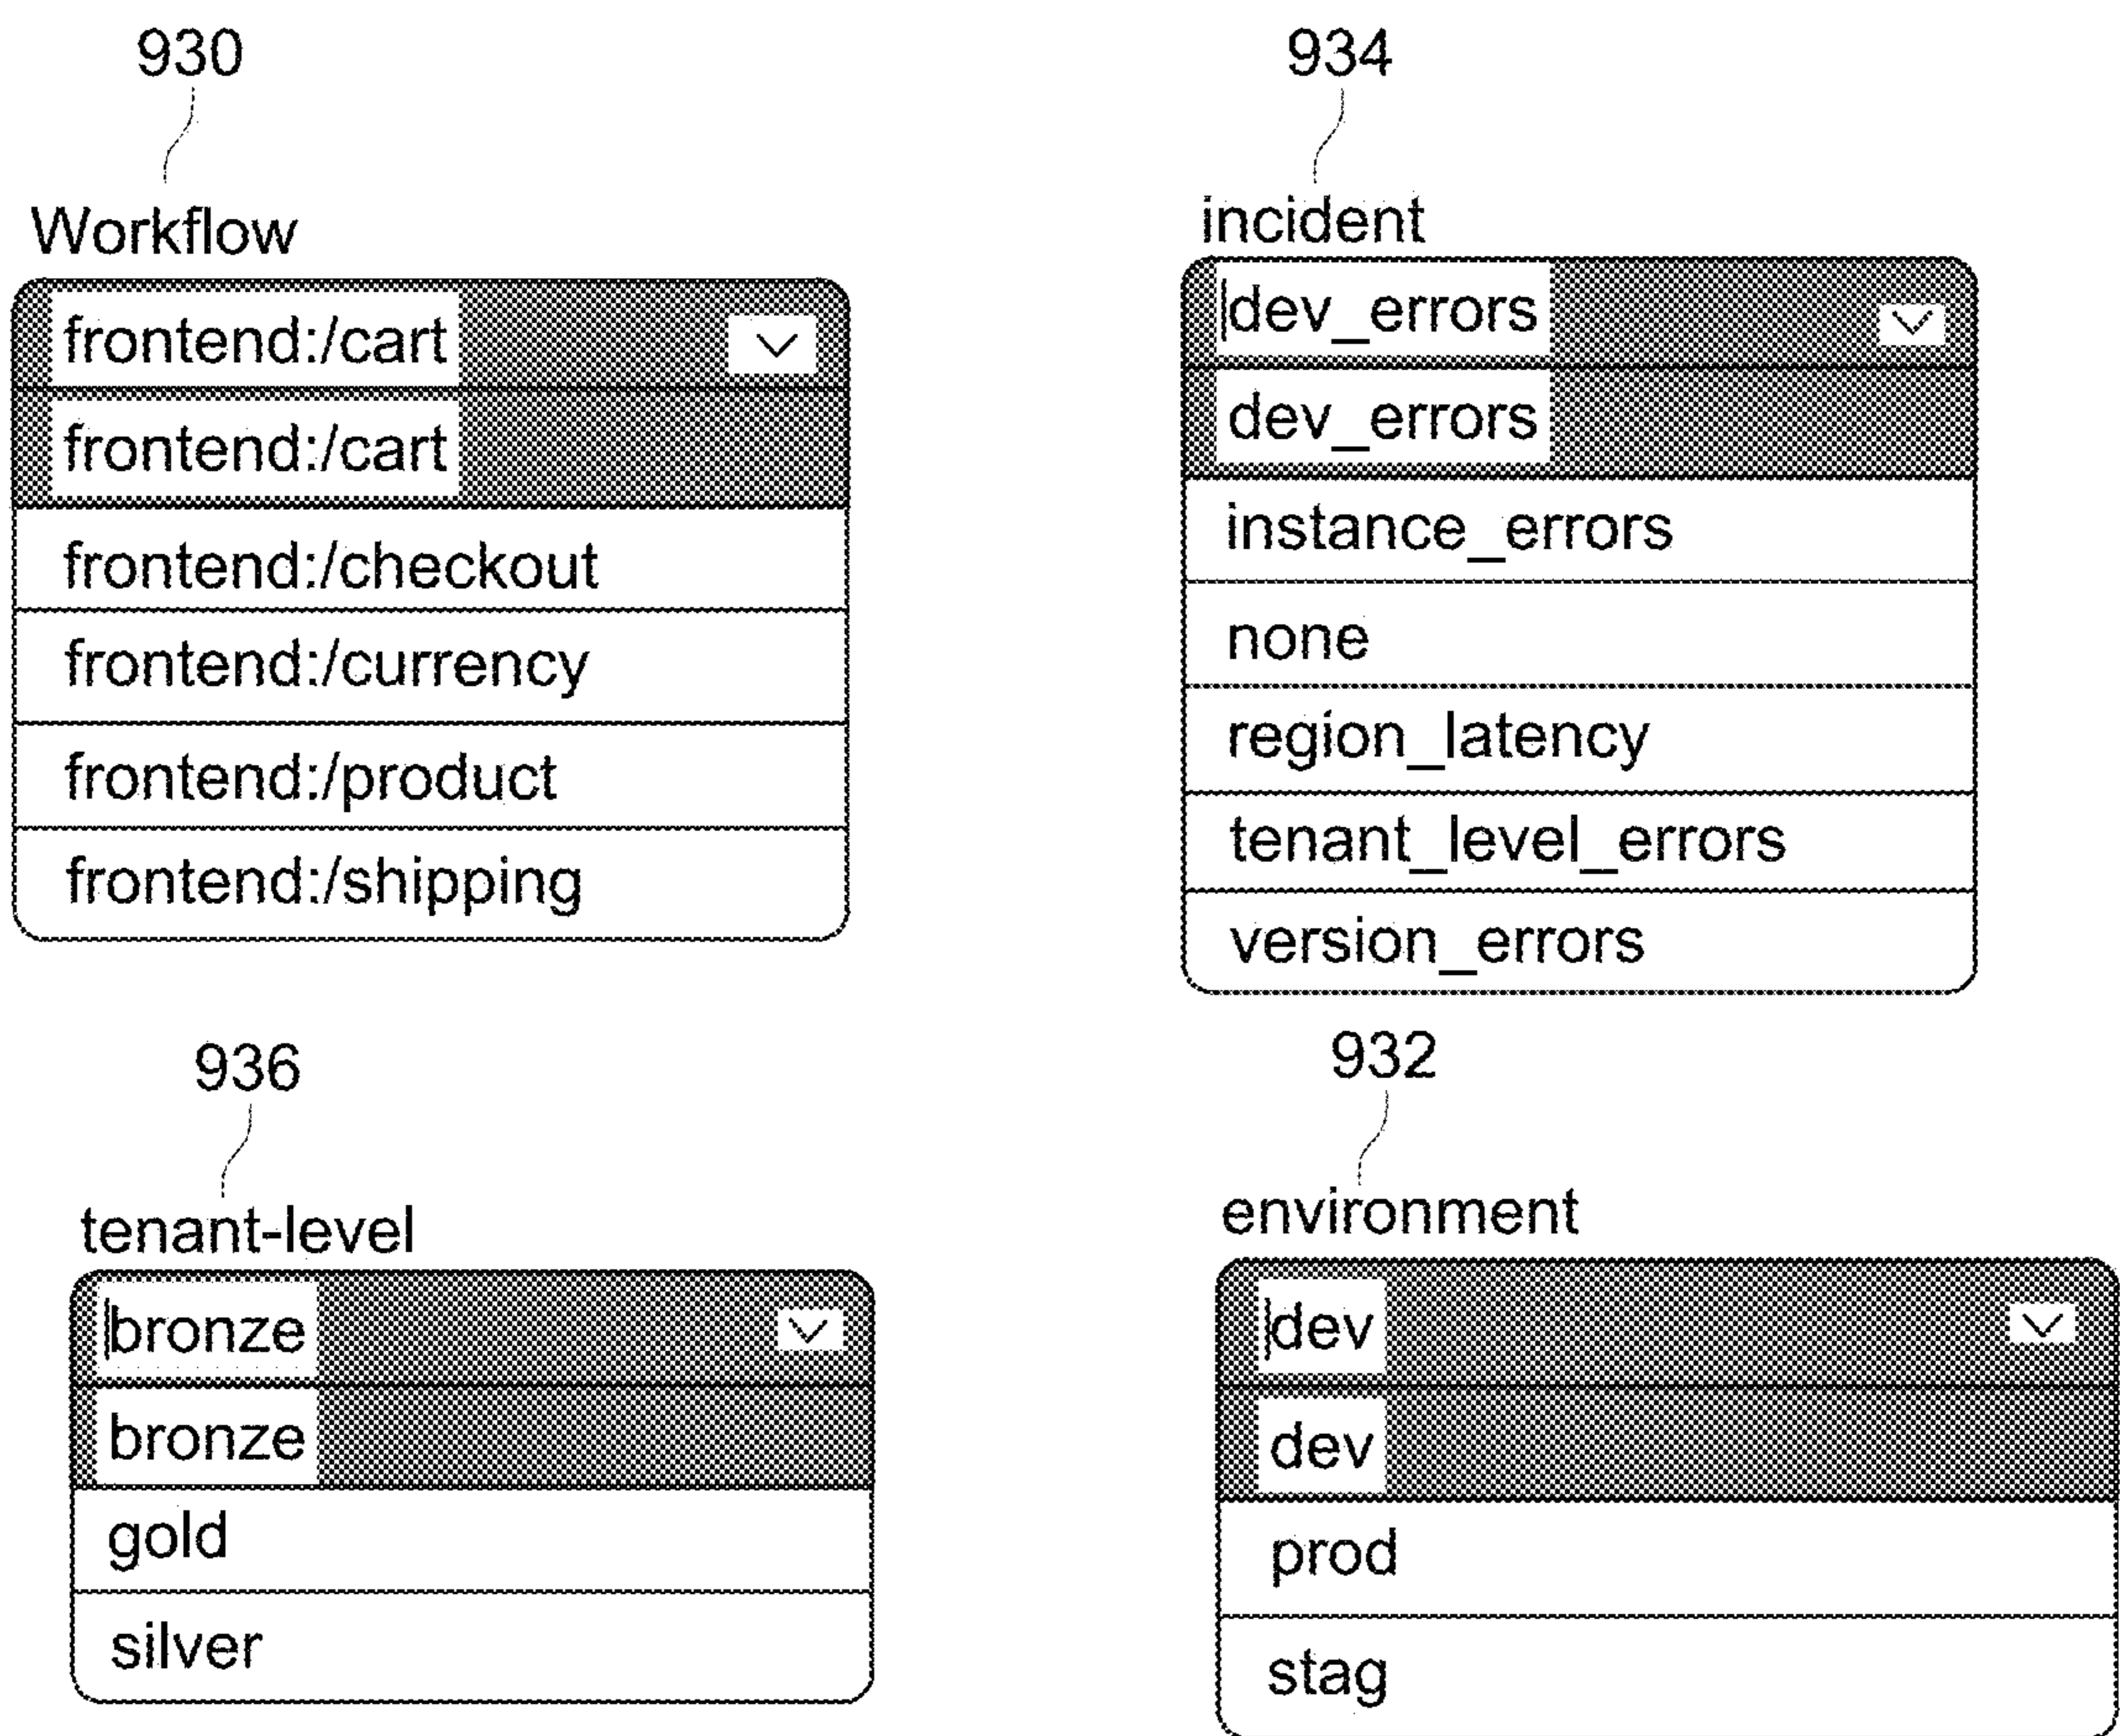 930
Workflow
frontend:/cart
frontend:/cart
frontend:/checkout
frontend:/currency
frontend:/product
frontend:/shipping
934
incident
dev_errors
dev_errors
instance_errors
none
region_latency
tenant_level_errors
version_errors
936
tenant-level
bronze
bronze
gold
silver
932
environment
dev
dev
prod
stag